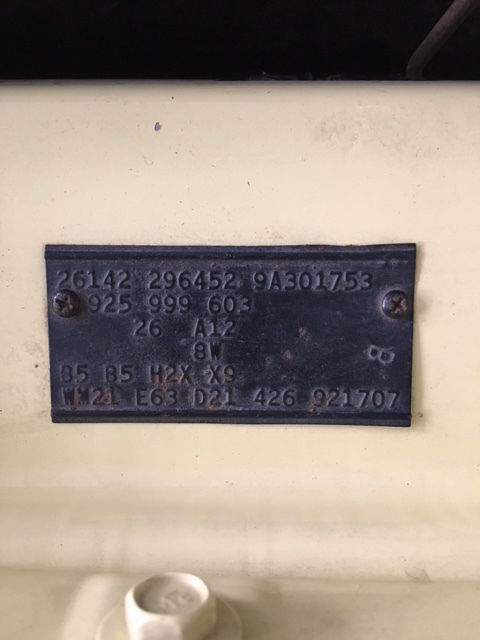 26142 296452 9A301753
925 999 603
26 A12
8W
B
B5 B5 H2X X9
WM21 E63 D21 426 921707